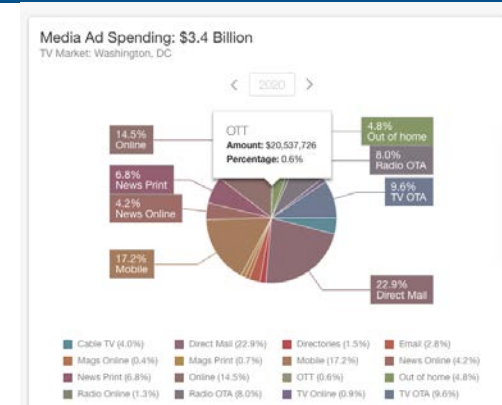 Media Ad Spending: $3.4 Billion
TV Market: Washington, DC
2020
OTT
Amount: $20,537,726
Percentage: 0.6%
14.5%
Online
4.8%
Out of home
8.0%
Radio OTA
6.8%
News Print
9.6%
TV OTA
4.2%
News Online
17.2%
Mobile
22.9%
Direct Mail
Cable TV (4.0%) Direct Mail (22.9%) Directories (1.5%) Email (2.8%)
Mags Online (0.4%) Mags Print (0.7%) Mobile (17.2%) News Online (4.2%)
News Print (6.8%) Online (14.5%) OTT (0.6%) Out of home (4.8%)
Radio Online (1.3%) Radio OTA (8.0%) TV Online (0.9%) TV OTA (9.6%)